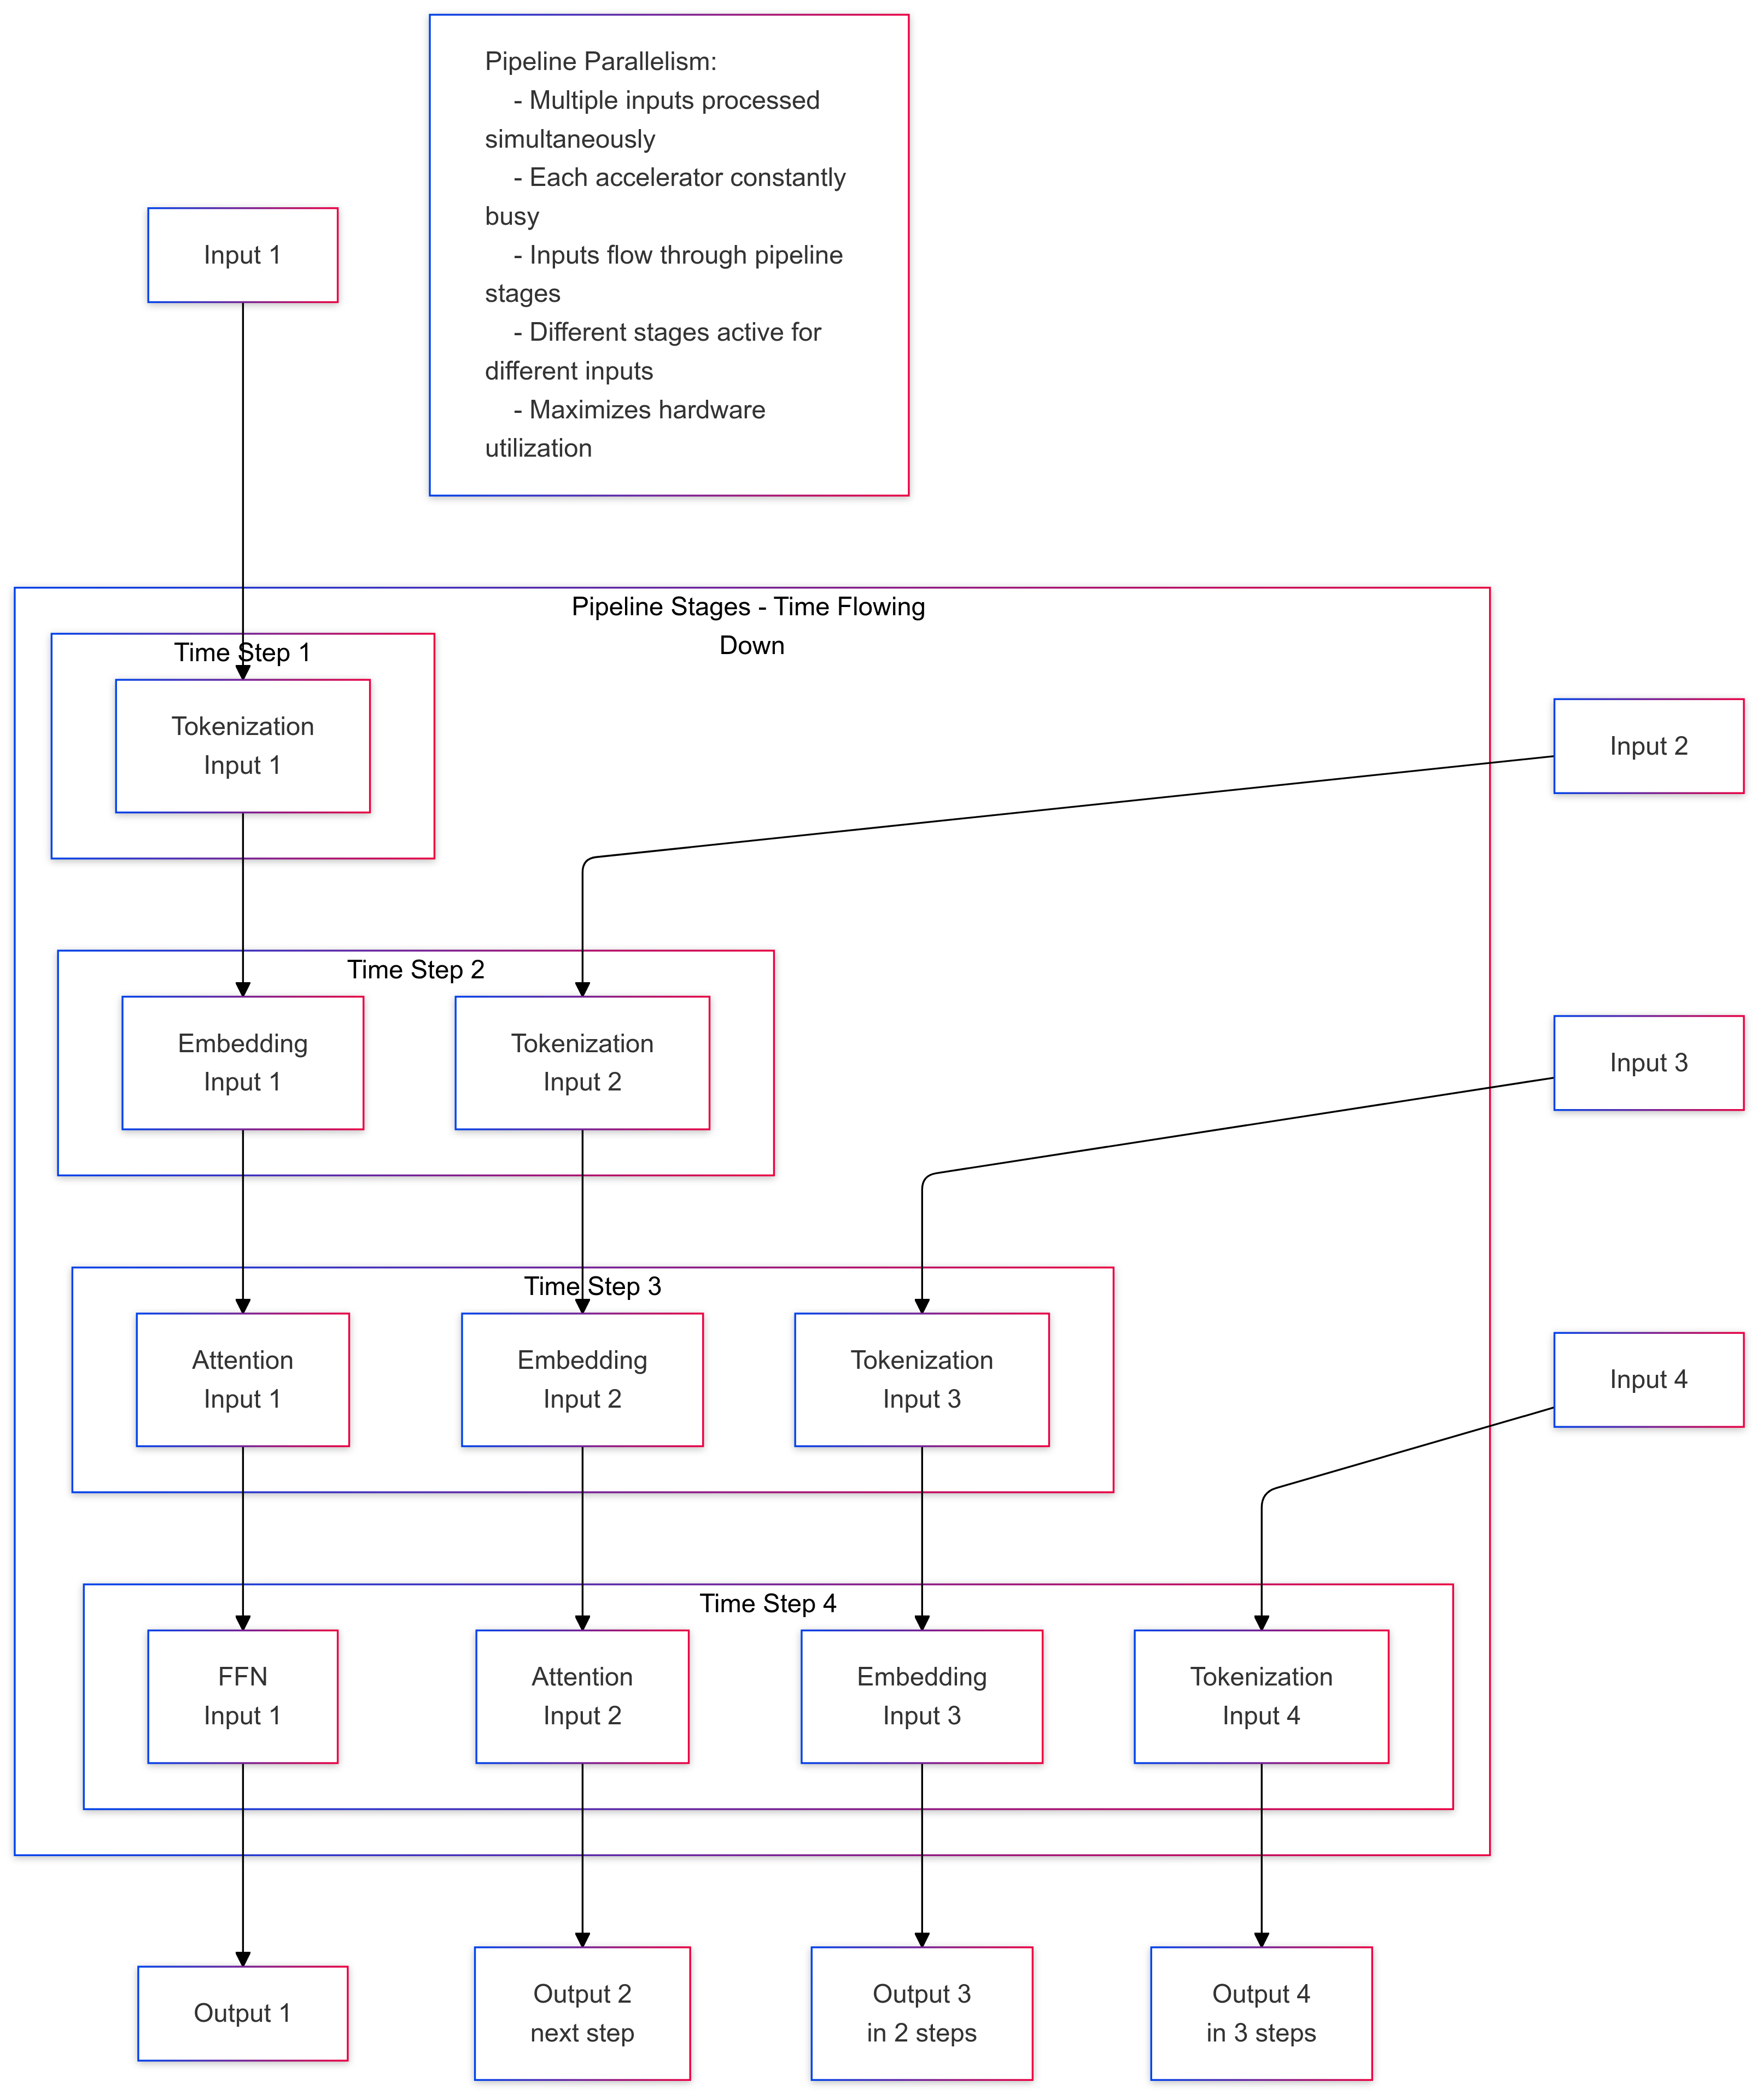 Pipeline Parallelism:
- Multiple inputs processed
simultaneously
- Each accelerator constantly
busy
- Inputs flow through pipeline
stages
- Different stages active for
different inputs
- Maximizes hardware
utilization
Input 1
Pipeline Stages - Time Flowing
Down
Time Step 1
Tokenization
Input 1
Input 2
Time Step 2
Embedding
Input 1
Tokenization
Input 2
Input 3
Time Step 3
Attention
Input 1
Embedding
Input 2
Tokenization
Input 3
Input 4
Time Step 4
FFN
Input 1
Attention
Input 2
Embedding
Input 3
Tokenization
Input 4
Output 1
Output 2
next step
Output 3
in 2 steps
Output 4
in 3 steps